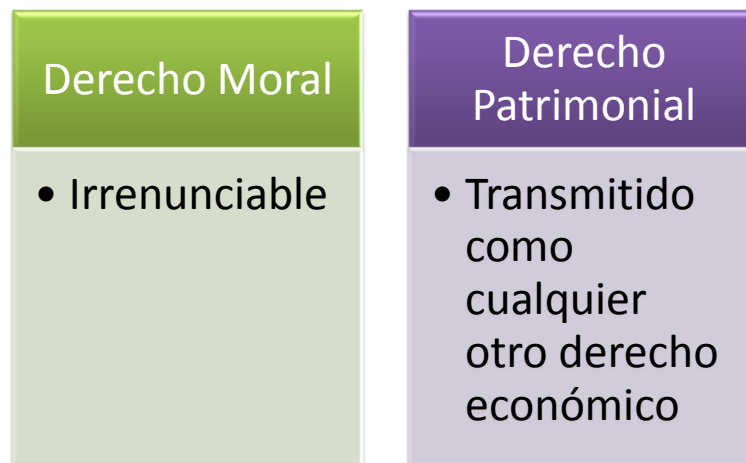 Derecho Moral
• Irrenunciable
Derecho
Patrimonial
• Transmitido
como
cualquier
otro derecho
económico